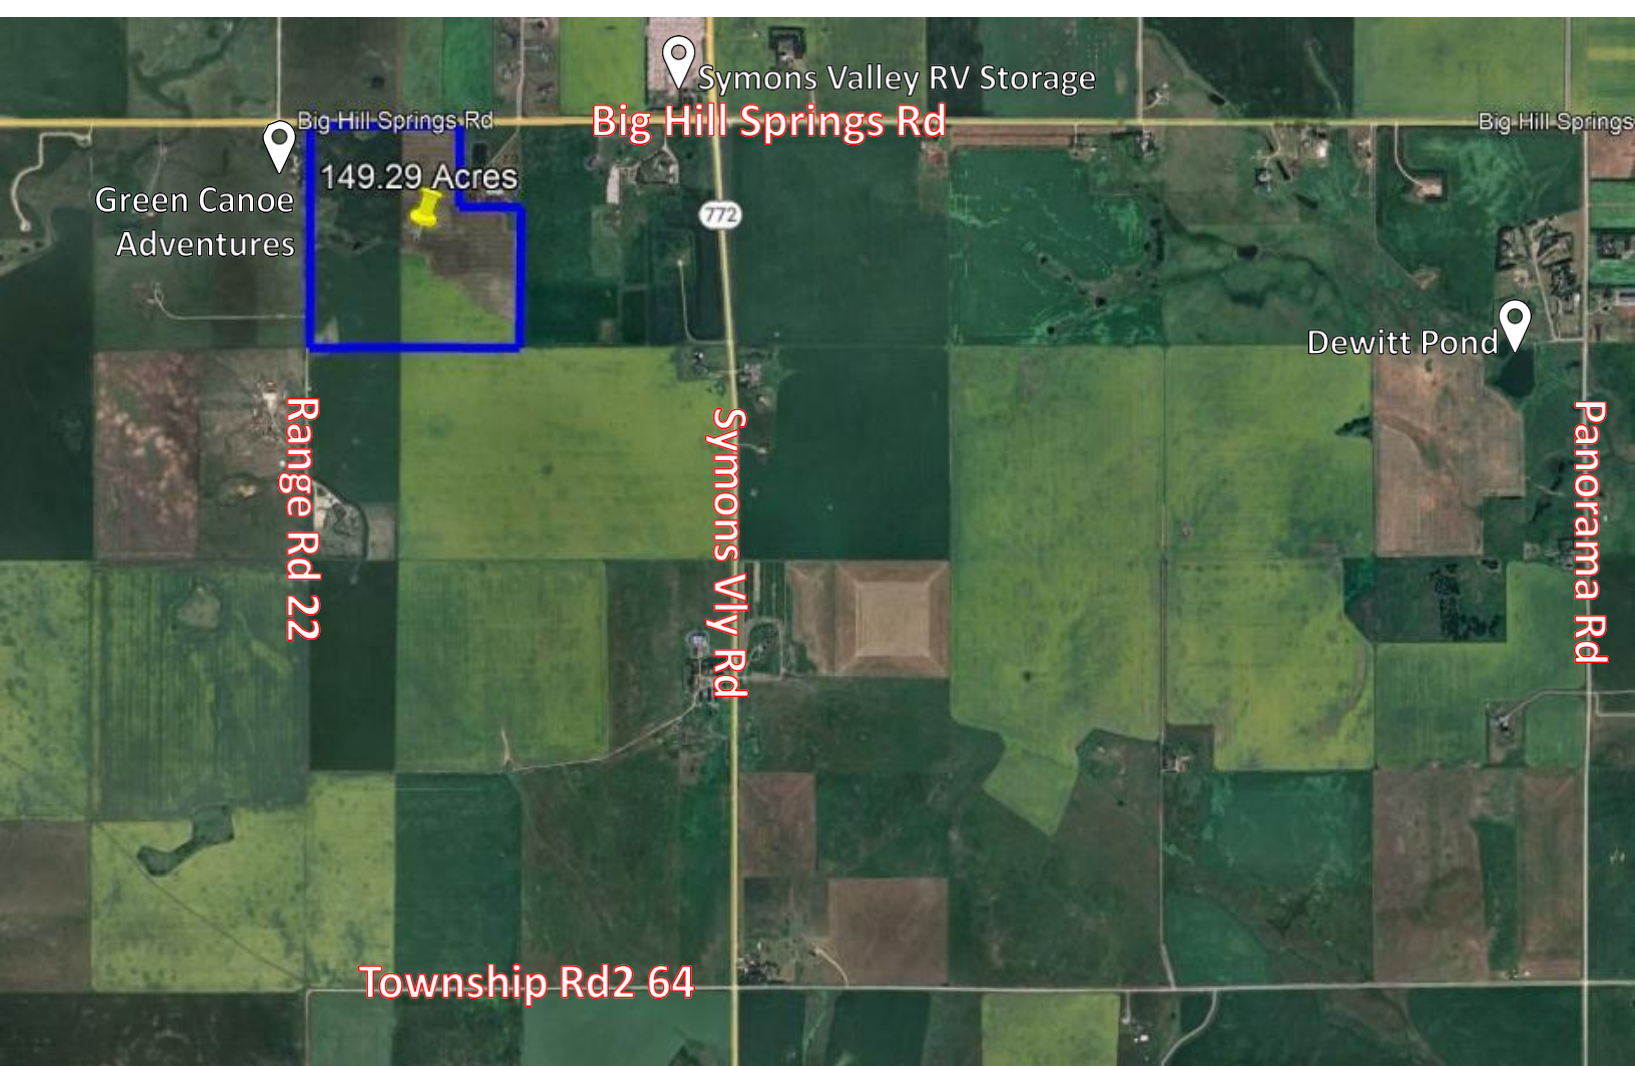 Symons Valley RV Storage
Big Hill Springs Rd
Big Hill Springs Rd
Big Hill Springs
149.29 Acres
Green Canoe
Adventures
772
Dewitt Pond
Range Rd 22
Symons Vly Rd
Panorama Rd
Township Rd2 64